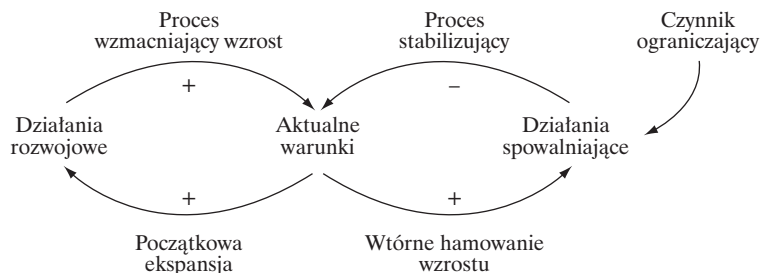 Proces
wzmacniający wzrost
Proces
stabilizujący
Czynnik
ograniczający
+
–
Działania
rozwojowe
Aktualne
warunki
Działania
spowalniające
+
+
Początkowa
ekspansja
Wtórne hamowanie
wzrostu